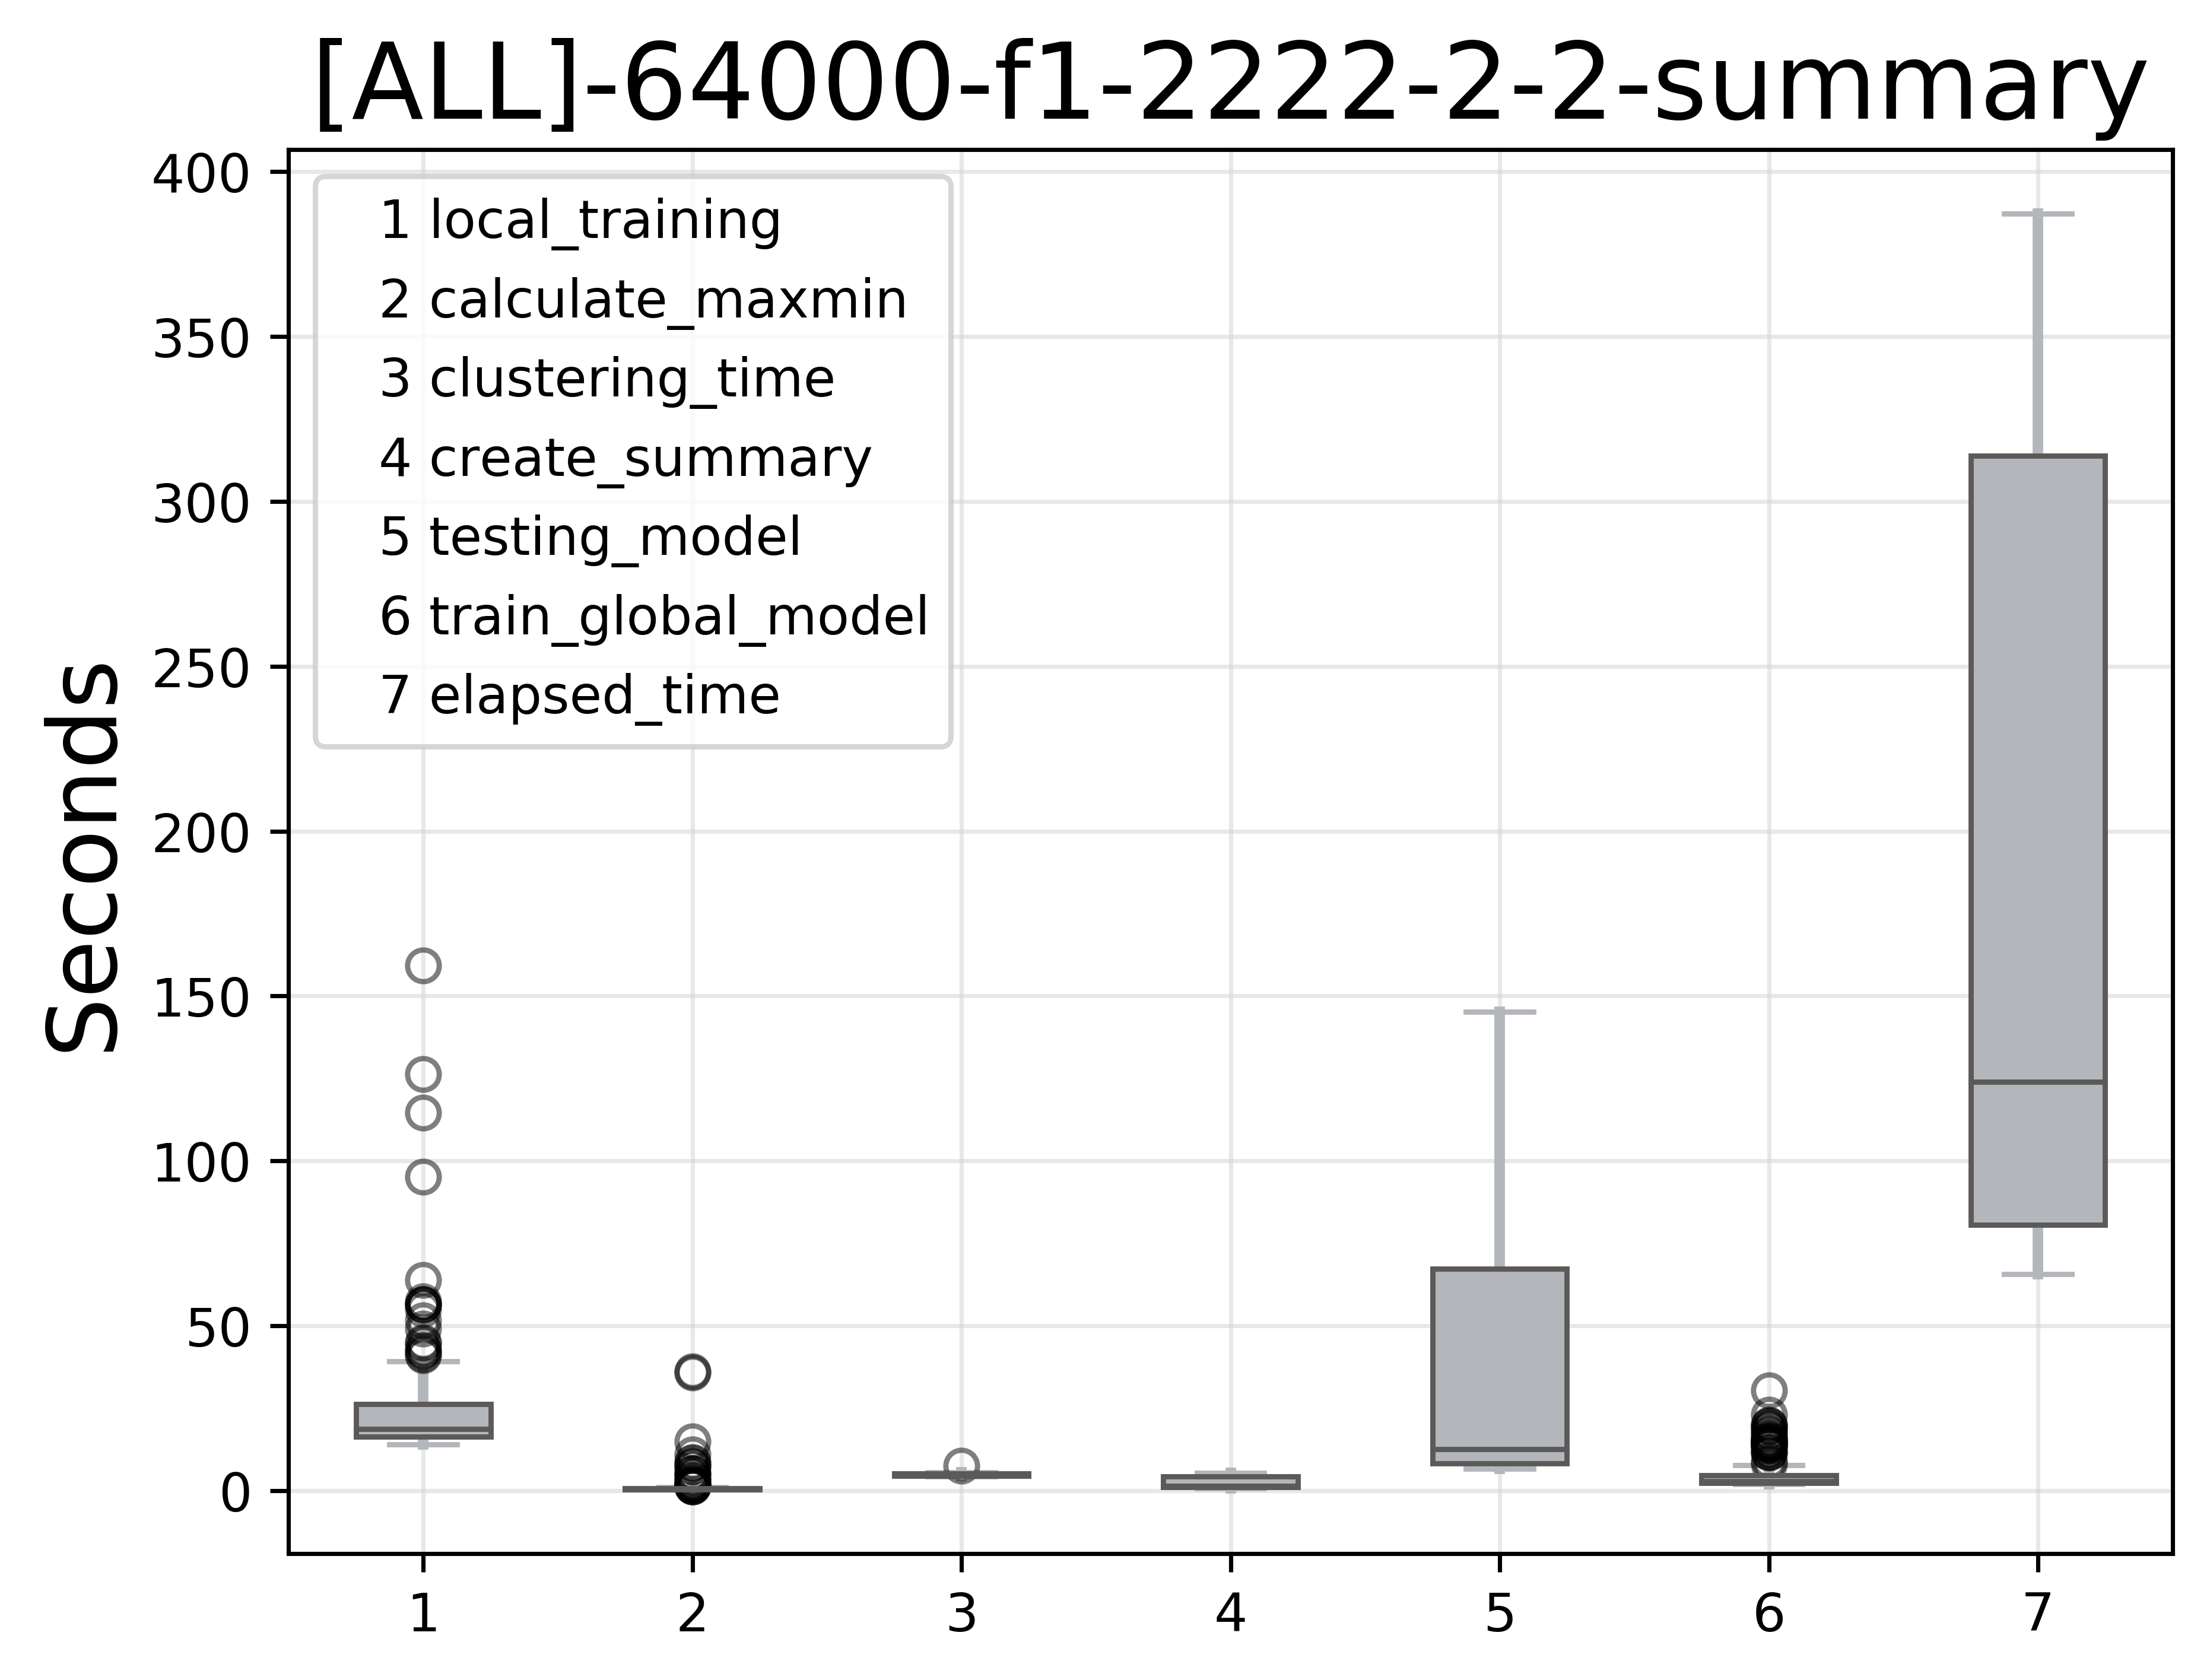 [ALL]-64000-f1-2222-2-2-summary
400
350
300
250
200
150
100
50
0
Seconds
1 local_training
2 calculate_maxmin
3 clustering_time
4 create_summary
5 testing_model
6 train_global_model
7 elapsed_time
1 2 3 4 5 6 7